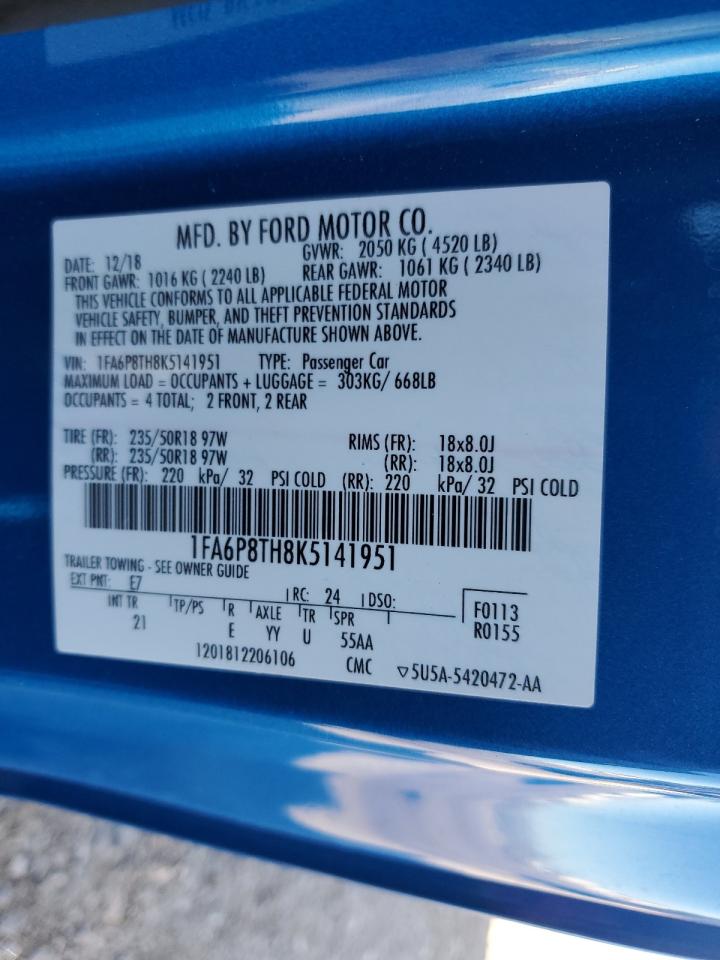 MFD. BY FORD MOTOR CO.
DATE: 12/18 GVWR: 2050 KG ( 4520 LB)
FRONT GAWR: 1016 KG ( 2240 LB) REAR GAWR: 1061 KG ( 2340 LB)
THIS VEHICLE CONFORMS TO ALL APPLICABLE FEDERAL MOTOR
VEHICLE SAFETY, BUMPER, AND THEFT PREVENTION STANDARDS
IN EFFECT ON THE DATE OF MANUFACTURE SHOWN ABOVE.
VIN: 1FA6P8TH8K5141951 TYPE: Passenger Car
MAXIMUM LOAD = OCCUPANTS + LUGGAGE = 303KG/ 668LB
OCCUPANTS = 4 TOTAL; 2 FRONT, 2 REAR
TIRE (FR): 235/50R18 97W RIMS (FR): 18x8.0J
(RR): 235/50R18 97W (RR): 18x8.0J
PRESSURE (FR): 220 kPa/ 32 PSI COLD (RR): 220 kPa/ 32 PSI COLD
1FA6P8TH8K5141951
TRAILER TOWING - SEE OWNER GUIDE
EXT PNT: E7 RC: 24 DSO: F0113
INT TR TP/PS R AXLE TR SPR R0155
21 E YY U 55AA
1201812206106 CMC ▽5U5A-5420472-AA